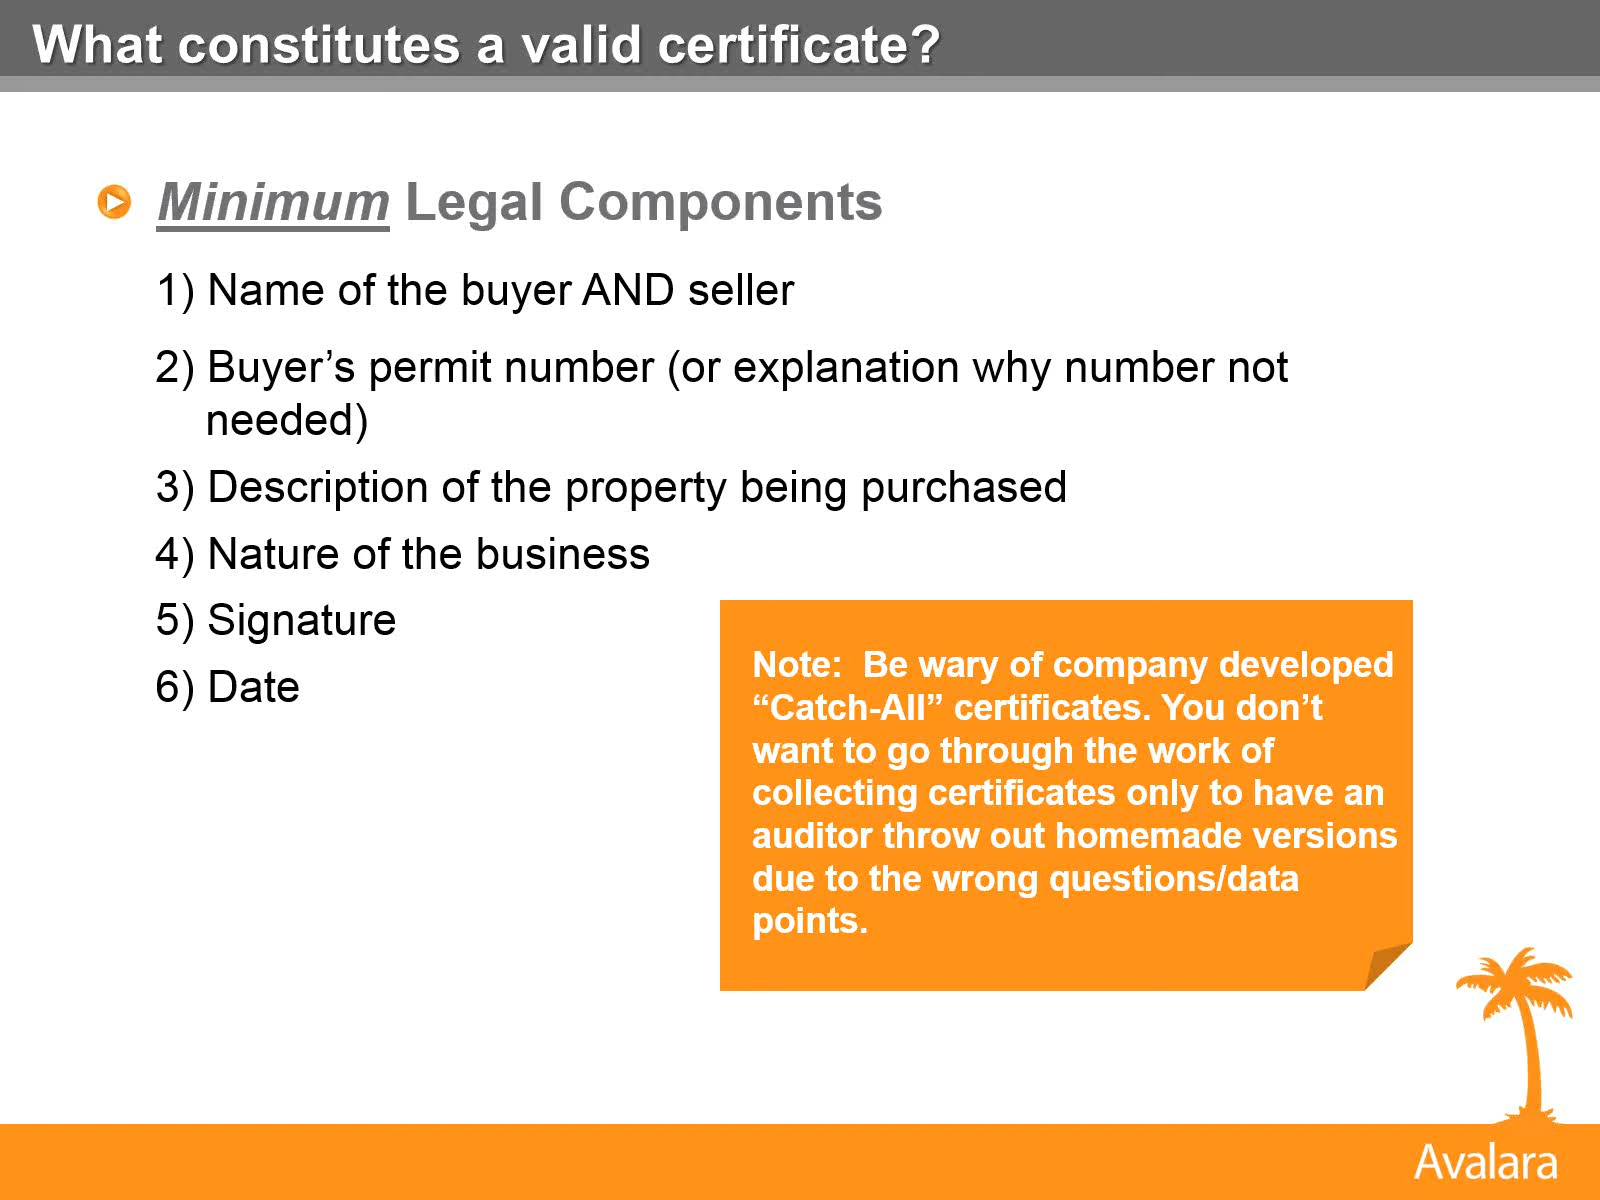 What constitutes a valid certificate?
Minimum Legal Components
1) Name of the buyer AND seller
2) Buyer’s permit number (or explanation why number not
needed)
3) Description of the property being purchased
4) Nature of the business
5) Signature
6) Date
Note:  Be wary of company developed
“Catch-All” certificates. You don’t
want to go through the work of
collecting certificates only to have an
auditor throw out homemade versions
due to the wrong questions/data
points.
Avalara